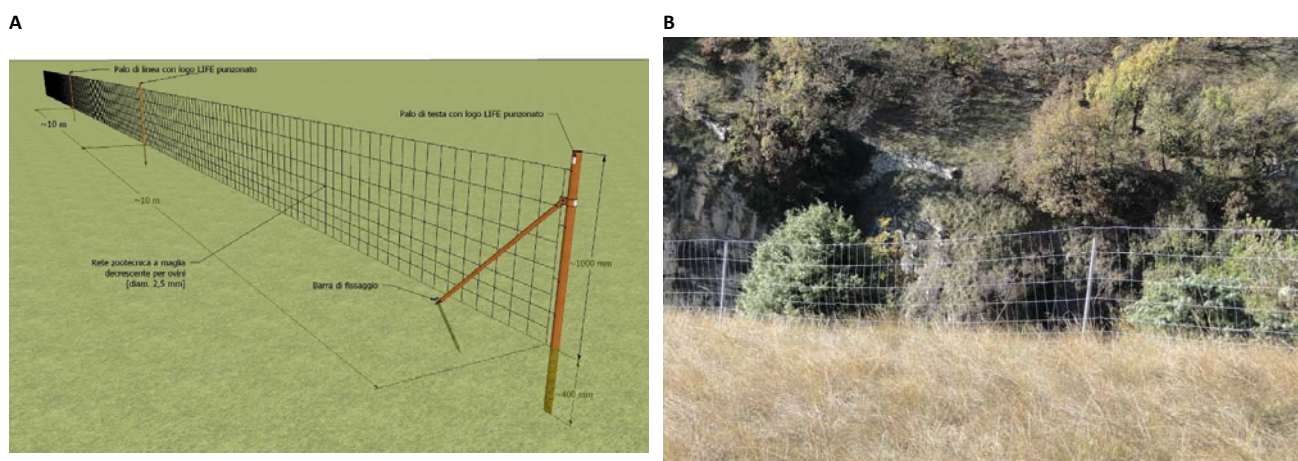 A
B
Palo di linea con logo LIFE punzonato
Palo di testa con logo LIFE punzonato
~10 m
~10 m
~1000 mm
Rete zootecnica a maglia
decrescente per ovini
[diam. 2,5 mm]
Barra di fissaggio
~400 mm